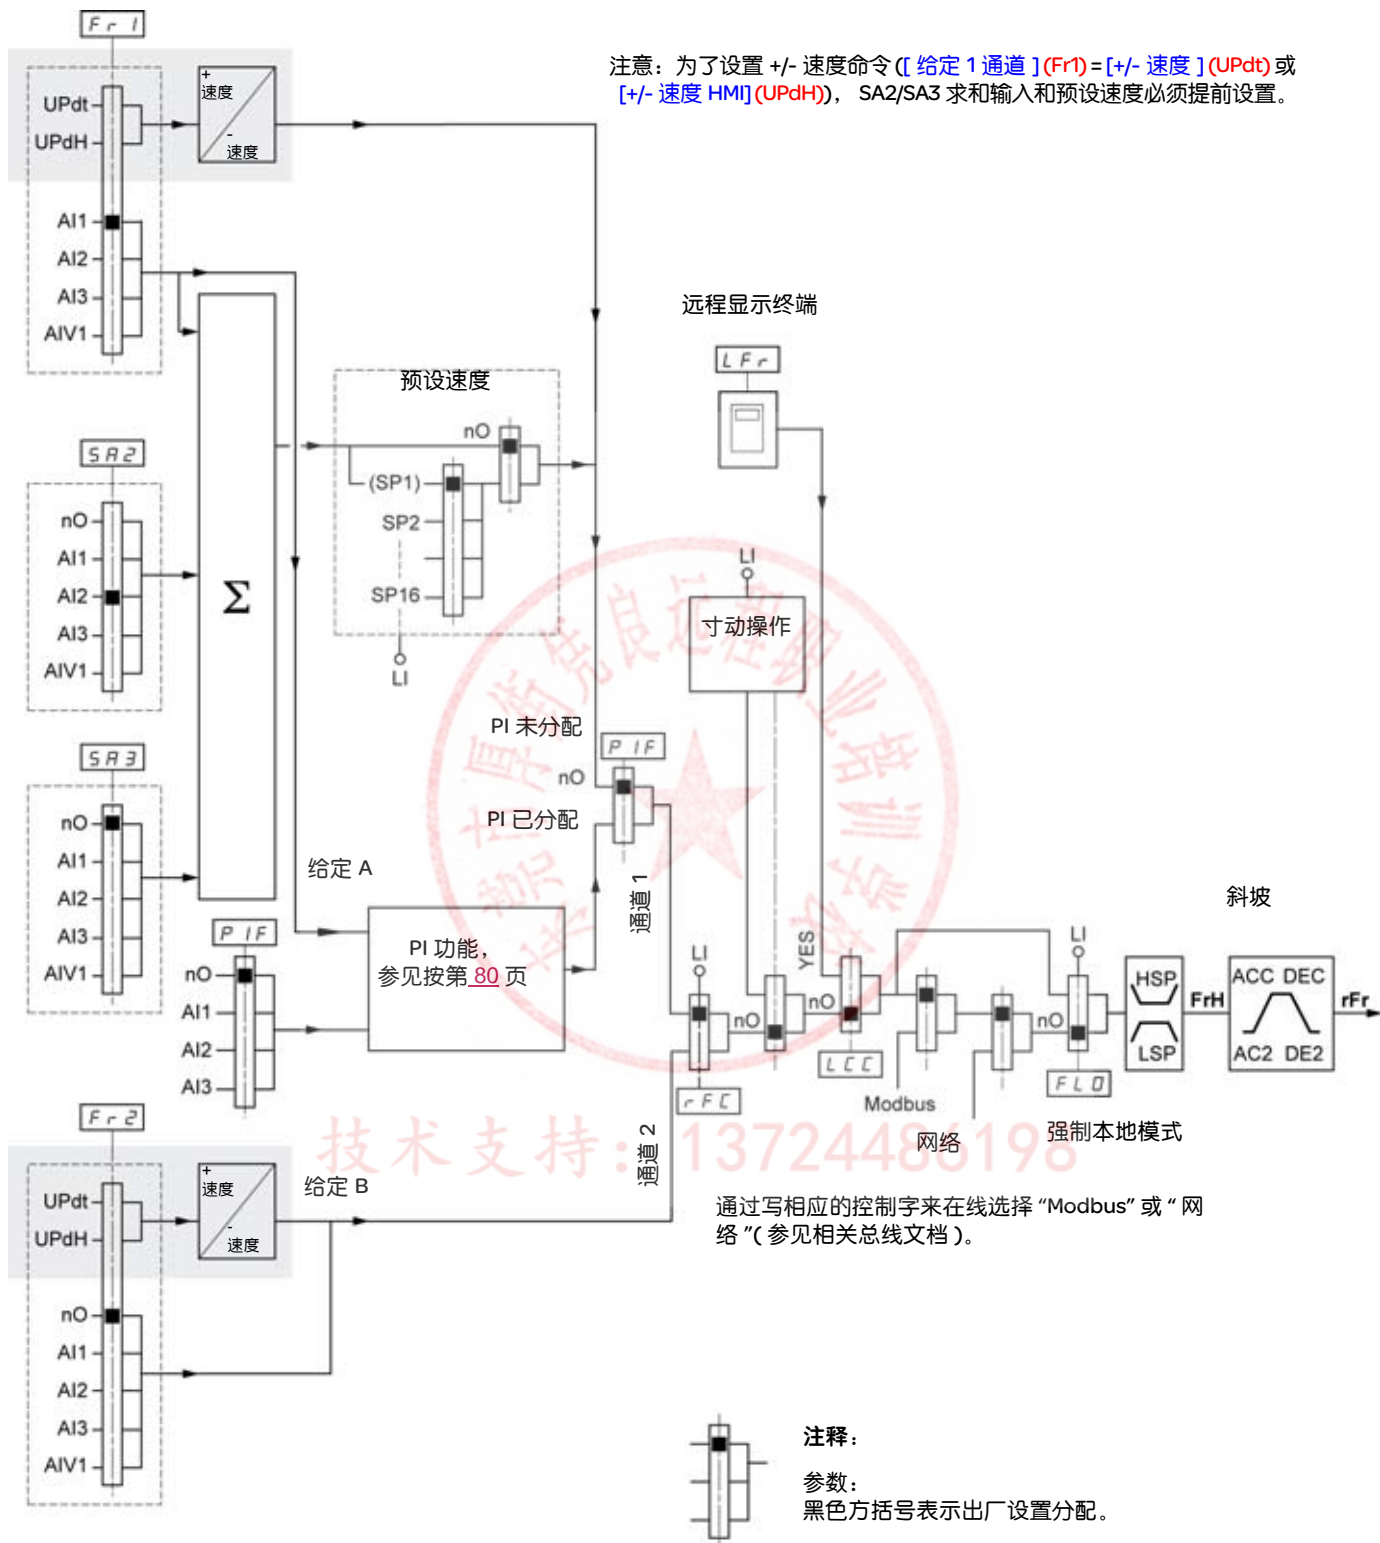 Fr1
注意：为了设置 +/- 速度命令 ([ 给定 1 通道 ] (Fr1) = [+/- 速度 ] (UPdt) 或
[+/- 速度 HMI] (UPdH))， SA2/SA3 求和输入和预设速度必须提前设置。
UPdt
UPdH
+
速度
-
速度
AI1
AI2
AI3
AIV1
远程显示终端
LFr
预设速度
nO
(SP1)
SP2
SP16
LI
SA2
nO
AI1
AI2
AI3
AIV1
Σ
LI
寸动操作
PI 未分配
PIF
nO
PI 已分配
SA3
nO
AI1
AI2
AI3
AIV1
给定 A
通道 1
PIF
nO
AI1
AI2
AI3
PI 功能，
参见按第 80 页
LI
nO
rFC
YES
nO
LCC
Modbus
网络
LI
nO
FLO
强制本地模式
斜坡
HSP
LSP
FrH
ACC DEC
AC2 DE2
rFr
Fr2
UPdt
UPdH
+
速度
-
速度
给定 B
通道 2
nO
AI1
AI2
AI3
AIV1
技术支持：13724486198
通过写相应的控制字来在线选择 “Modbus” 或 “ 网
络 ”( 参见相关总线文档 )。
注释：
参数：
黑色方括号表示出厂设置分配。